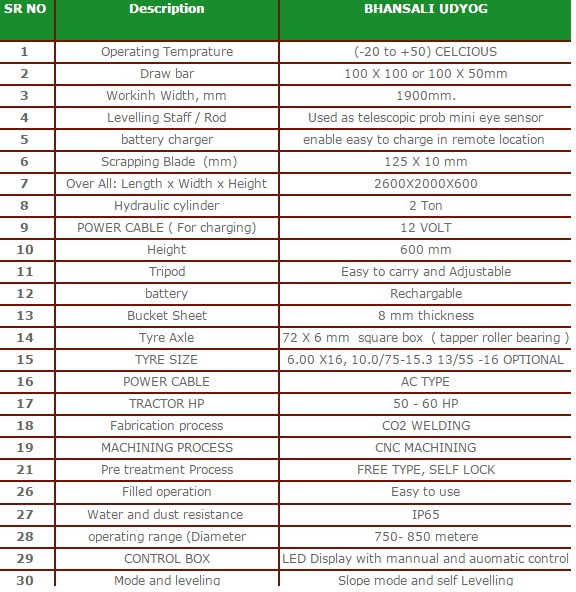 SR NO Description BHANSALI UDYOG
1 Operating Temprature (-20 to +50) CELCIOUS
2 Draw bar 100 X 100 or 100 X 50mm
3 Workinh Width, mm 1900mm.
4 Levelling Staff / Rod Used as telescopic prob mini eye sensor
5 battery charger enable easy to charge in remote location
6 Scrapping Blade (mm) 125 X 10 mm
7 Over All: Length x Width x Height 2600X2000X600
8 Hydraulic cylinder 2 Ton
9 POWER CABLE ( For charging) 12 VOLT
10 Height 600 mm
11 Tripod Easy to carry and Adjustable
12 battery Rechargable
13 Bucket Sheet 8 mm thickness
14 Tyre Axle 72 X 6 mm square box ( tapper roller bearing )
15 TYRE SIZE 6.00 X16, 10.0/75-15.3 13/55 -16 OPTIONAL
16 POWER CABLE AC TYPE
17 TRACTOR HP 50 - 60 HP
18 Fabrication process CO2 WELDING
19 MACHINING PROCESS CNC MACHINING
21 Pre treatment Process FREE TYPE, SELF LOCK
26 Filled operation Easy to use
27 Water and dust resistance IP65
28 operating range (Diameter 750- 850 metere
29 CONTROL BOX LED Display with mannual and auomatic control
30 Mode and leveling Slope mode and self Levelling